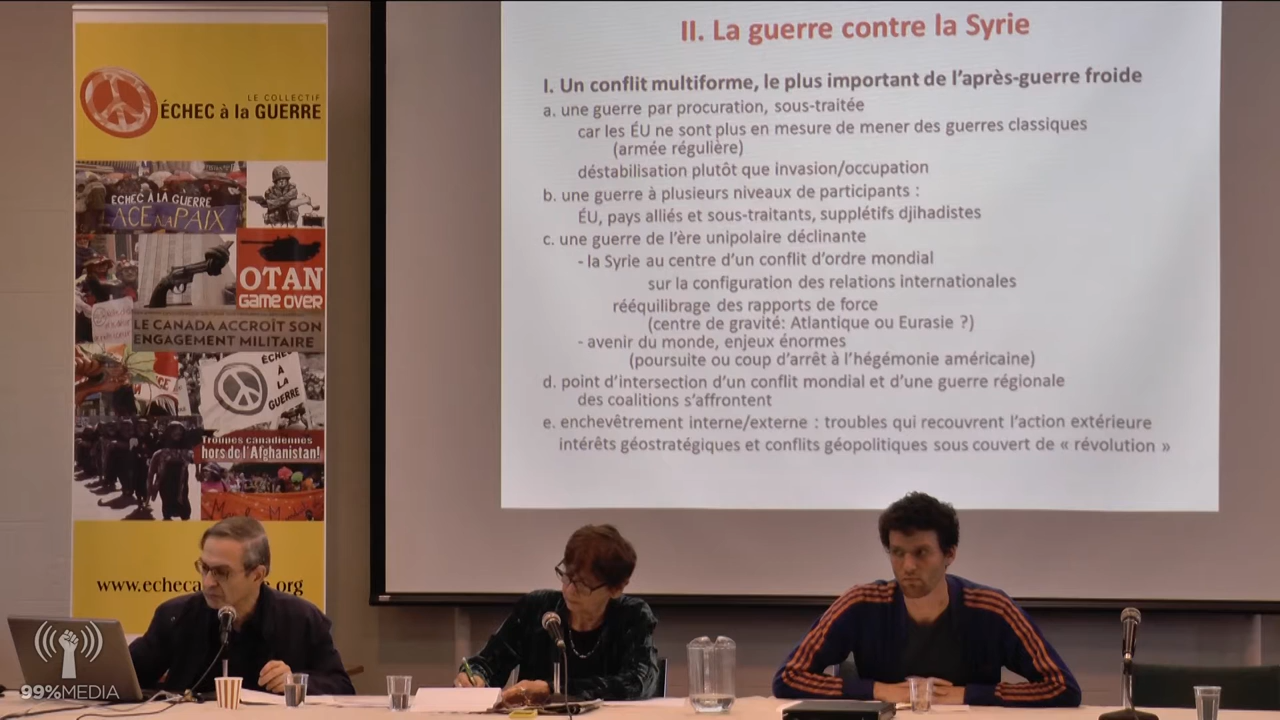 II. La guerre contre la Syrie
I. Un conflit multiforme, le plus important de l'après-guerre froide
a. une guerre par procuration, sous-traitée
car les ÉU ne sont plus en mesure de mener des guerres classiques
(armée régulière)
déstabilisation plutôt que invasion/occupation
b. une guerre à plusieurs niveaux de participants :
ÉU, pays alliés et sous-traitants, supplétifs djihadistes
c. une guerre de l'ère unipolaire déclinante
- la Syrie au centre d'un conflit d'ordre mondial
sur la configuration des relations internationales
rééquilibrage des rapports de force
(centre de gravité: Atlantique ou Eurasie ?)
- avenir du monde, enjeux énormes
(poursuite ou coup d'arrêt à l'hégémonie américaine)
d. point d'intersection d'un conflit mondial et d'une guerre régionale
des coalitions s'affrontent
e. enchevêtrement interne/externe : troubles qui recouvrent l'action extérieure
intérêts géostratégiques et conflits géopolitiques sous couvert de « révolution »
LE COLLECTIF
ÉCHEC à la GUERRE
ECHEC À LA GUERRE
PAIX
OTAN
GAME OVER
LE CANADA ACCROÎT SON
ENGAGEMENT MILITAIRE
À
LA
GUERRE
Troupes canadiennes
hors de l'Afghanistan!
99%MEDIA